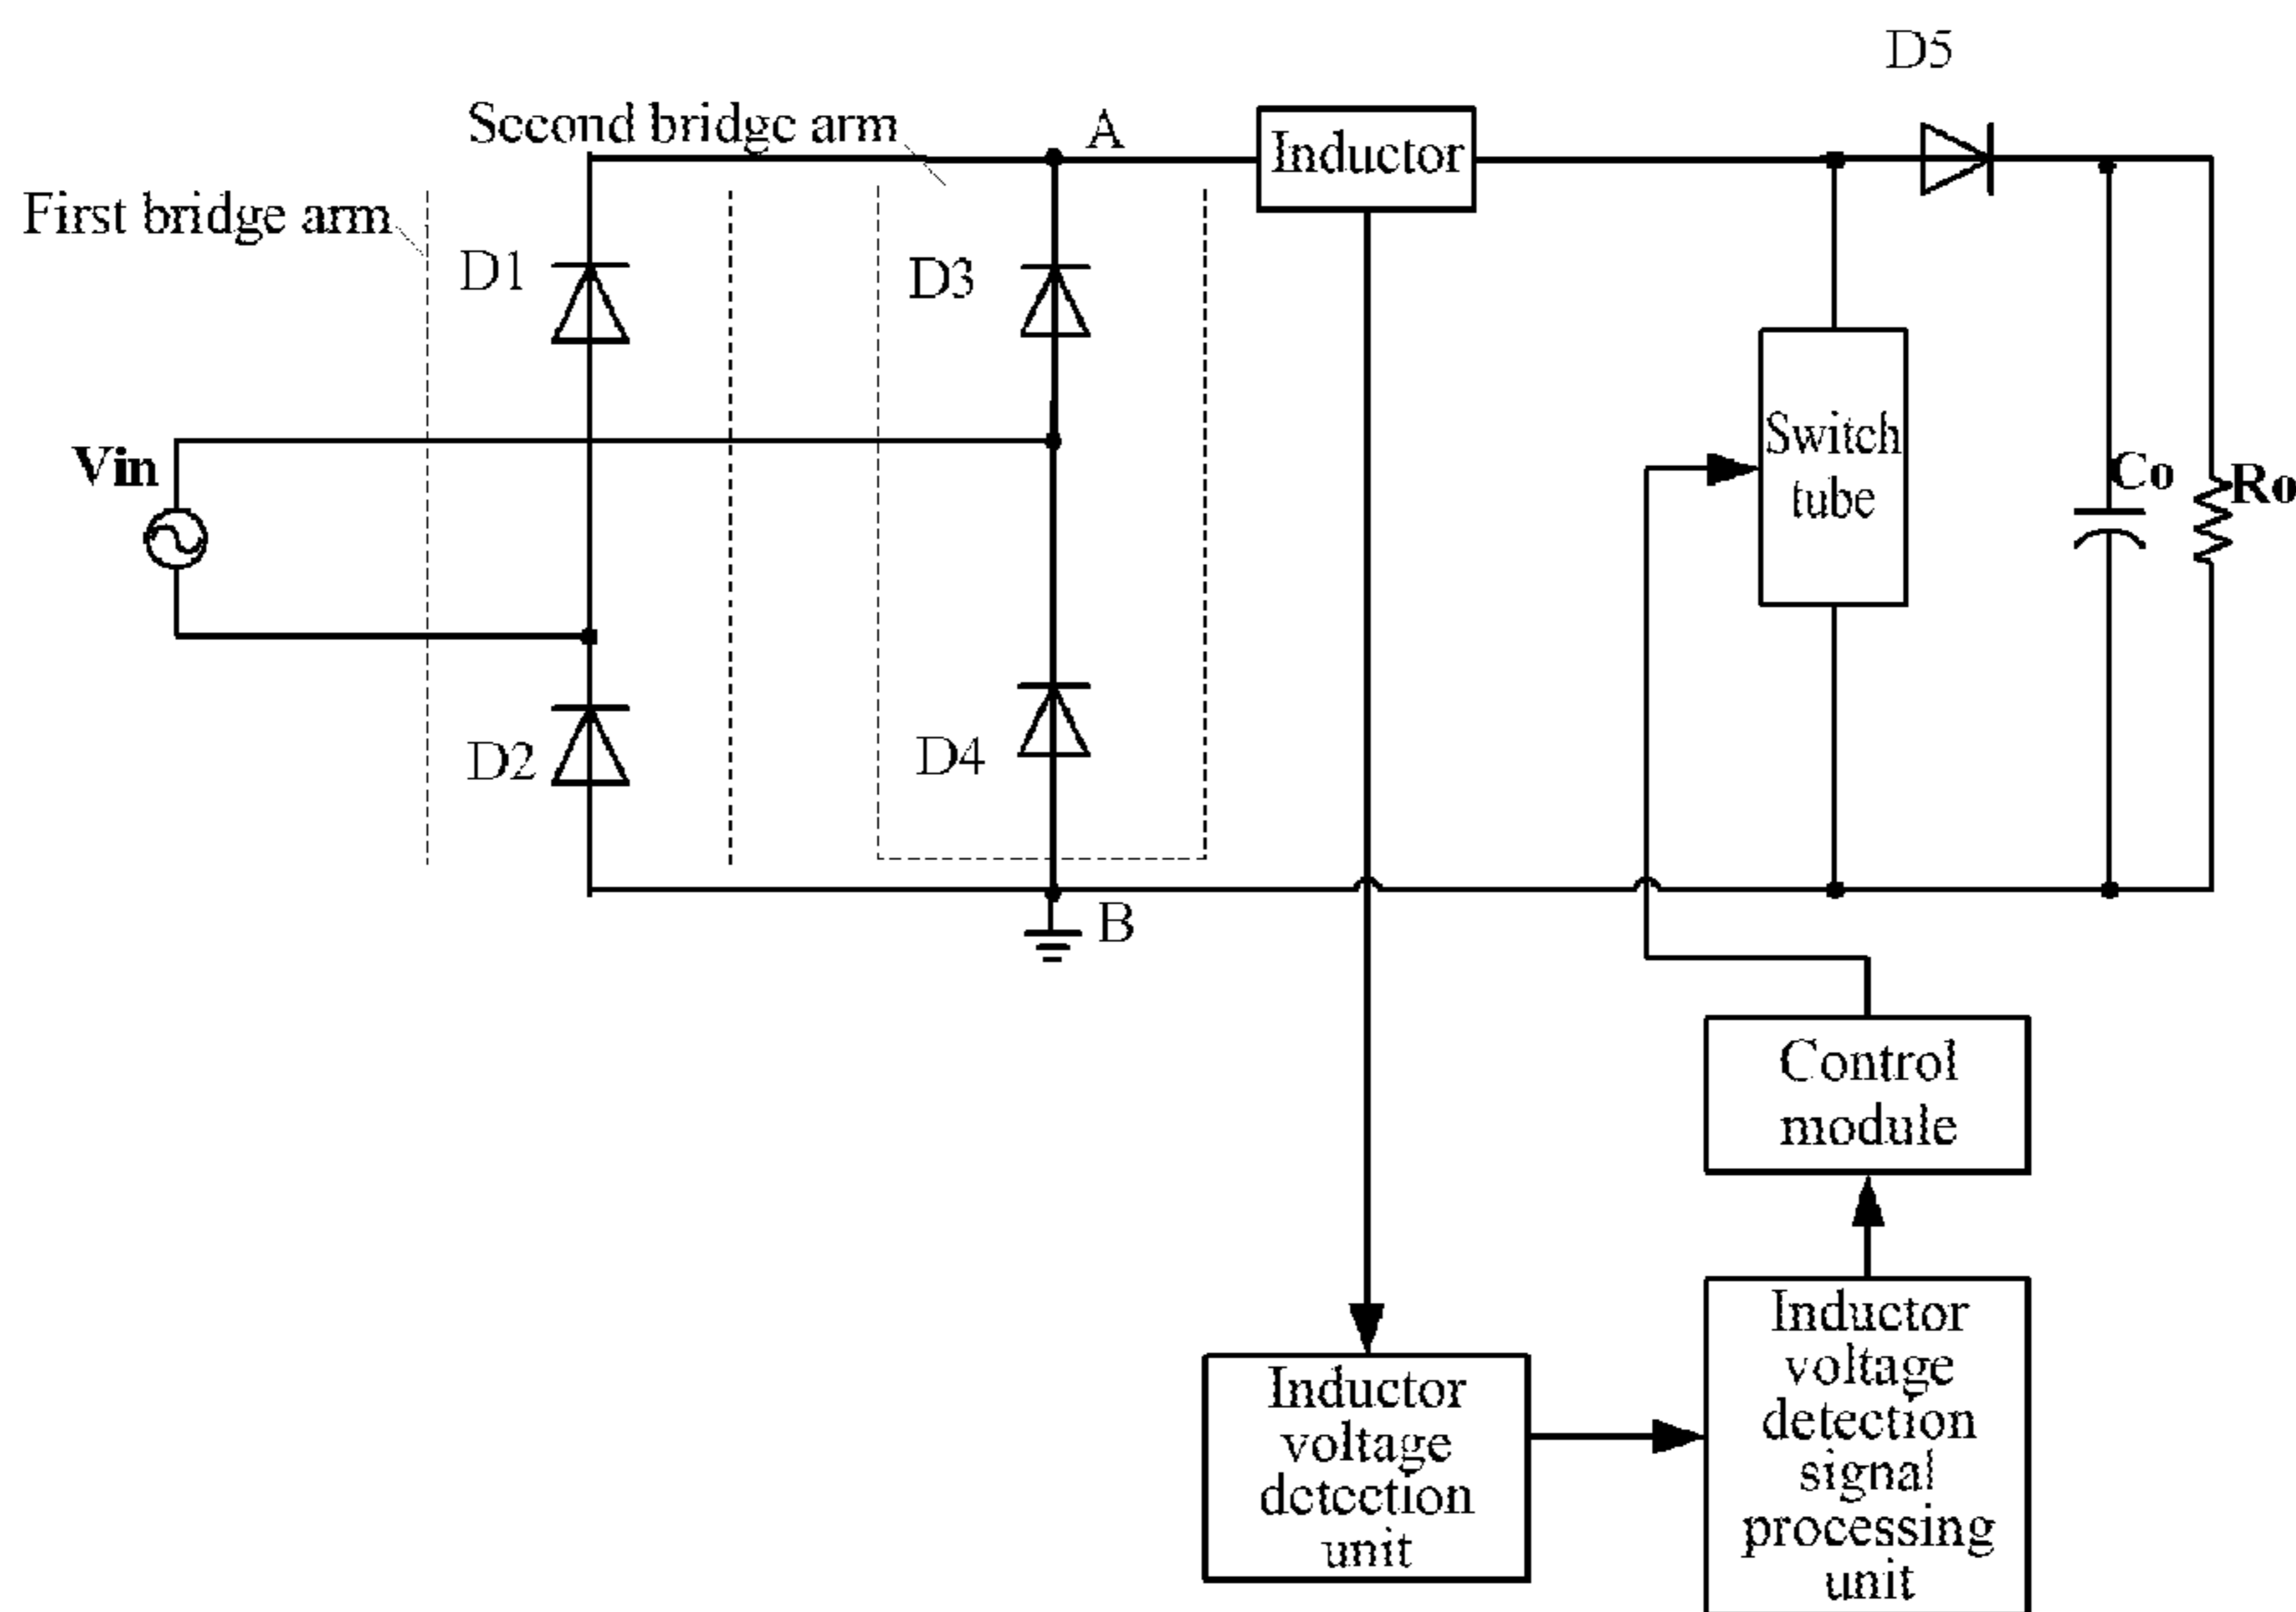 D5
Second bridge arm
A
Inductor
First bridge arm
D1
D3
Vin
Switch
tube
Co
Ro
D2
D4
B
Control
module
Inductor
voltage
detection
unit
Inductor
voltage
detection
signal
processing
unit